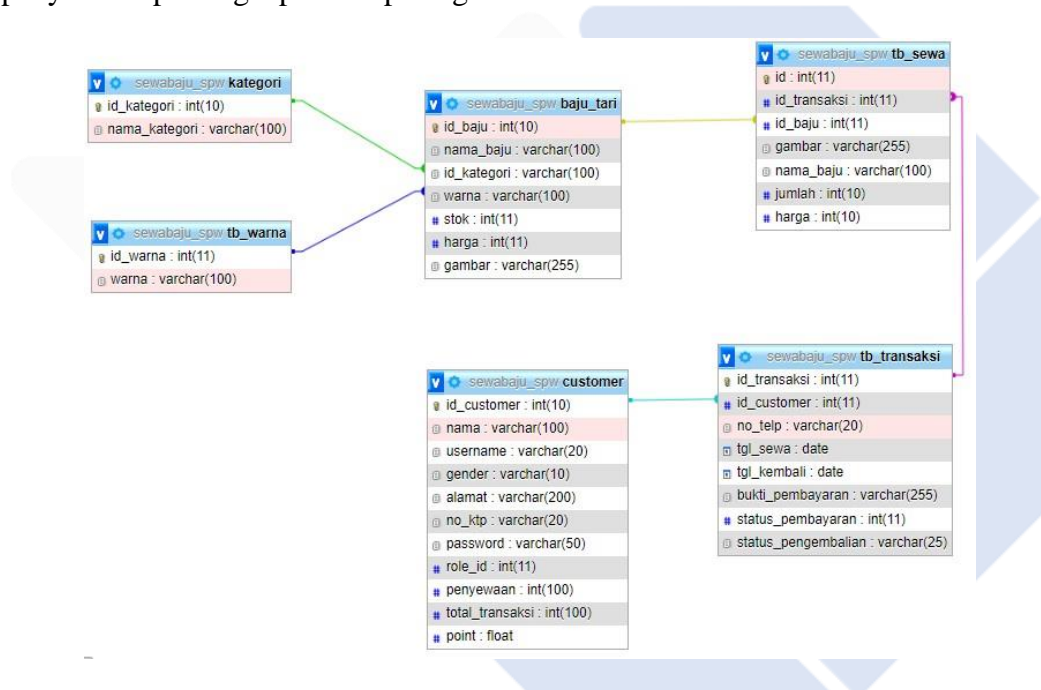 sewabaju_spw kategori
id_kategori : int(10)
nama_kategori : varchar(100)
sewabaju_spw tb_warna
id_warna : int(11)
warna : varchar(100)
sewabaju_spw baju_tari
id_baju : int(10)
nama_baju : varchar(100)
id_kategori : varchar(100)
warna : varchar(100)
stok : int(11)
harga : int(11)
gambar : varchar(255)
sewabaju_spw tb_sewa
id : int(11)
id_transaksi : int(11)
id_baju : int(11)
gambar : varchar(255)
nama_baju : varchar(100)
jumlah : int(10)
harga : int(10)
sewabaju_spw customer
id_customer : int(10)
nama : varchar(100)
username : varchar(20)
gender : varchar(10)
alamat : varchar(200)
no_ktp : varchar(20)
password : varchar(50)
role_id : int(11)
penyewaan : int(100)
total_transaksi : int(100)
point : float
sewabaju_spw tb_transaksi
id_transaksi : int(11)
id_customer : int(11)
no_telp : varchar(20)
tgl_sewa : date
tgl_kembali : date
bukti_pembayaran : varchar(255)
status_pembayaran : int(11)
status_pengembalian : varchar(25)